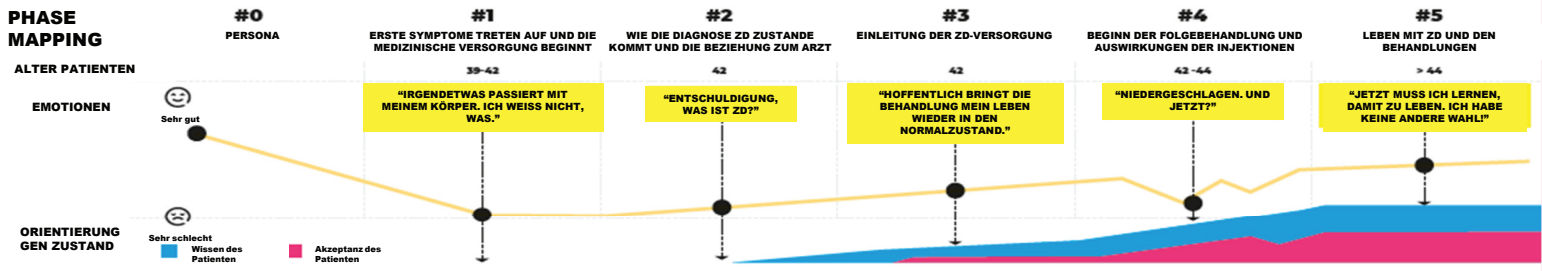 PHASE
MAPPING
#0
PERSONA
#1
ERSTE SYMPTOME TRETEN AUF UND DIE
MEDIZINISCHE VERSORGUNG BEGINNT
#2
WIE DIE DIAGNOSE ZD ZUSTANDE
KOMMT UND DIE BEZIEHUNG ZUM ARZT
#3
EINLEITUNG DER ZD-VERSORGUNG
#4
BEGINN DER FOLGEBEHANDLUNG UND
AUSWIRKUNGEN DER INJEKTIONEN
#5
LEBEN MIT ZD UND DEN
BEHANDLUNGEN
ALTER PATIENTEN
39-42
42
42
42-44
> 44
EMOTIONEN
Sehr gut
“IRGENDETWAS PASSIERT MIT
MEINEM KÖRPER. ICH WEISS NICHT,
WAS.”
“ENTSCHULDIGUNG,
WAS IST ZD?”
“HOFFENTLICH BRINGT DIE
BEHANDLUNG MEIN LEBEN
WIEDER IN DEN
NORMALZUSTAND.”
“NIEDERGESCHLAGEN. UND
JETZT?”
“JETZT MUSS ICH LERNEN,
DAMIT ZU LEBEN. ICH HABE
KEINE ANDERE WAHL!”
ORIENTIERUNG
GEN ZUSTAND
Sehr schlecht
Wissen des
Patienten
Akzeptanz des
Patienten